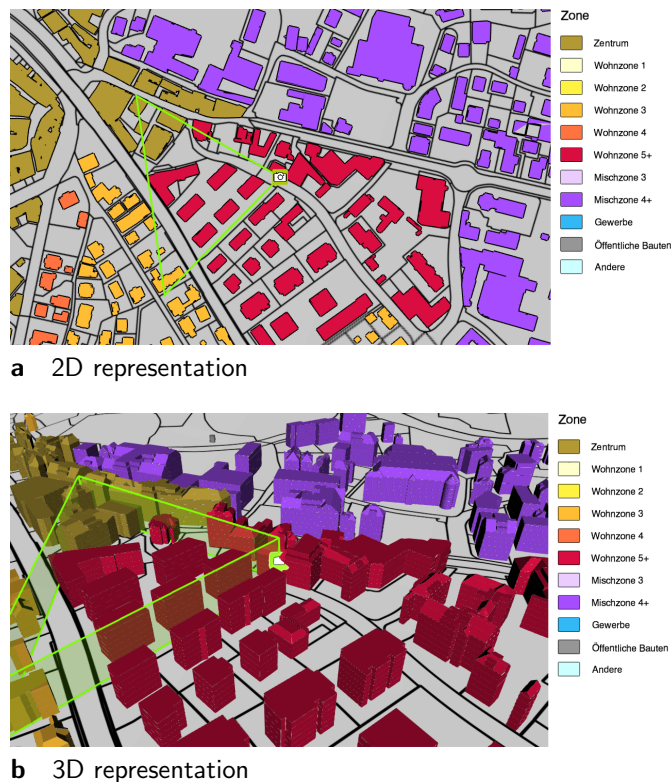 Zone
Zentrum
Wohnzone 1
Wohnzone 2
Wohnzone 3
Wohnzone 4
Wohnzone 5+
Mischzone 3
Mischzone 4+
Gewerbe
Öffentliche Bauten
Andere
a 2D representation
Zone
Zentrum
Wohnzone 1
Wohnzone 2
Wohnzone 3
Wohnzone 4
Wohnzone 5+
Mischzone 3
Mischzone 4+
Gewerbe
Öffentliche Bauten
Andere
b 3D representation